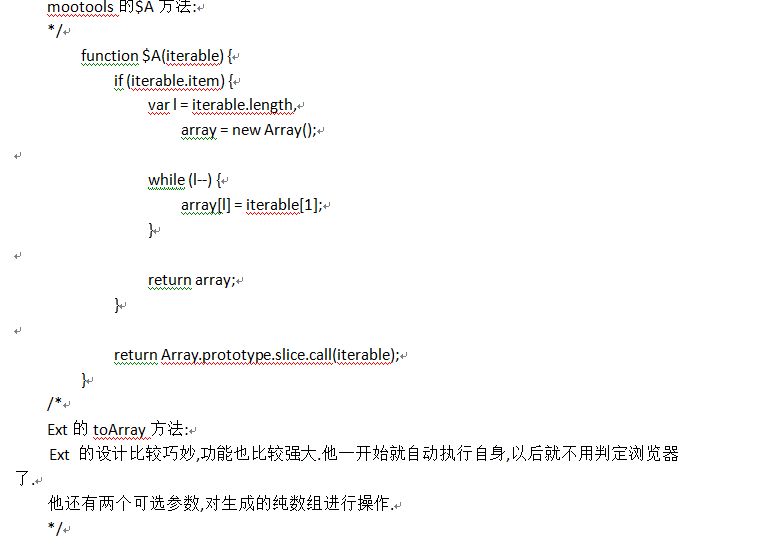 mootools 的$A 方法:
*/
function $A(iterable) {
if (iterable.item) {
var l = iterable.length,
array = new Array();
while (l--) {
array[l] = iterable[1];
}
return array;
}
return Array.prototype.slice.call(iterable);
}
/*
Ext 的 toArray 方法:
Ext 的设计比较巧妙,功能也比较强大.他一开始就自动执行自身,以后就不用判定浏览器
了.
他还有两个可选参数,对生成的纯数组进行操作.
*/